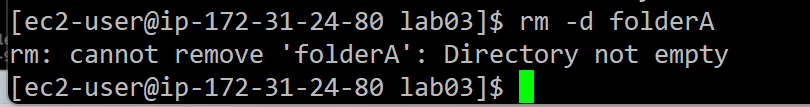 [ec2-user@ip-172-31-24-80 lab03]$ rm -d folderA
rm: cannot remove 'folderA': Directory not empty
[ec2-user@ip-172-31-24-80 lab03]$